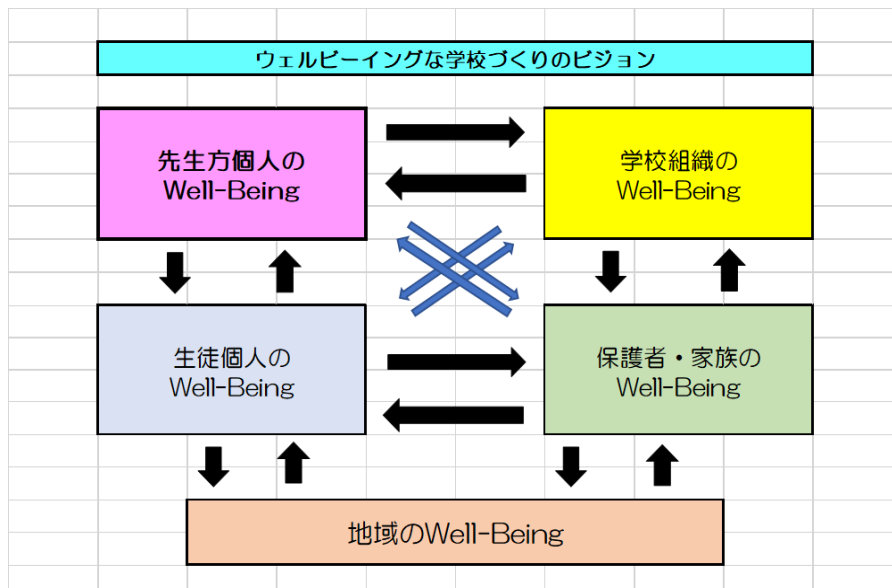 ウェルビーイングな学校づくりのビジョン
先生方個人の
Well-Being
学校組織の
Well-Being
生徒個人の
Well-Being
保護者・家族の
Well-Being
地域のWell-Being